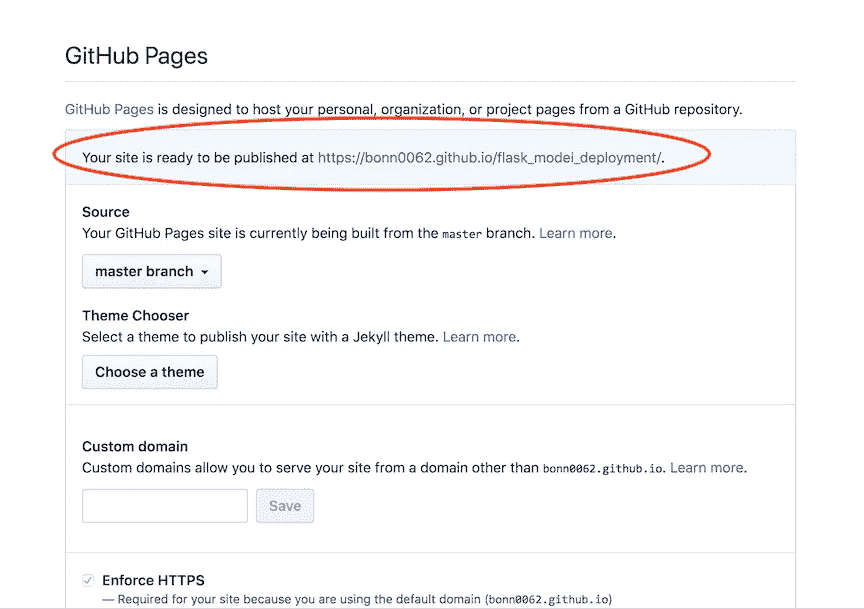 GitHub Pages
GitHub Pages is designed to host your personal, organization, or project pages from a GitHub repository.
Your site is ready to be published at https://bonn0062.github.io/flask_modei_deployment/.
Source
Your GitHub Pages site is currently being built from the master branch. Learn more.
master branch
Theme Chooser
Select a theme to publish your site with a Jekyll theme. Learn more.
Choose a theme
Custom domain
Custom domains allow you to serve your site from a domain other than bonn0062.github.io. Learn more.
Save
Enforce HTTPS
— Required for your site because you are using the default domain (bonn0062.github.io)